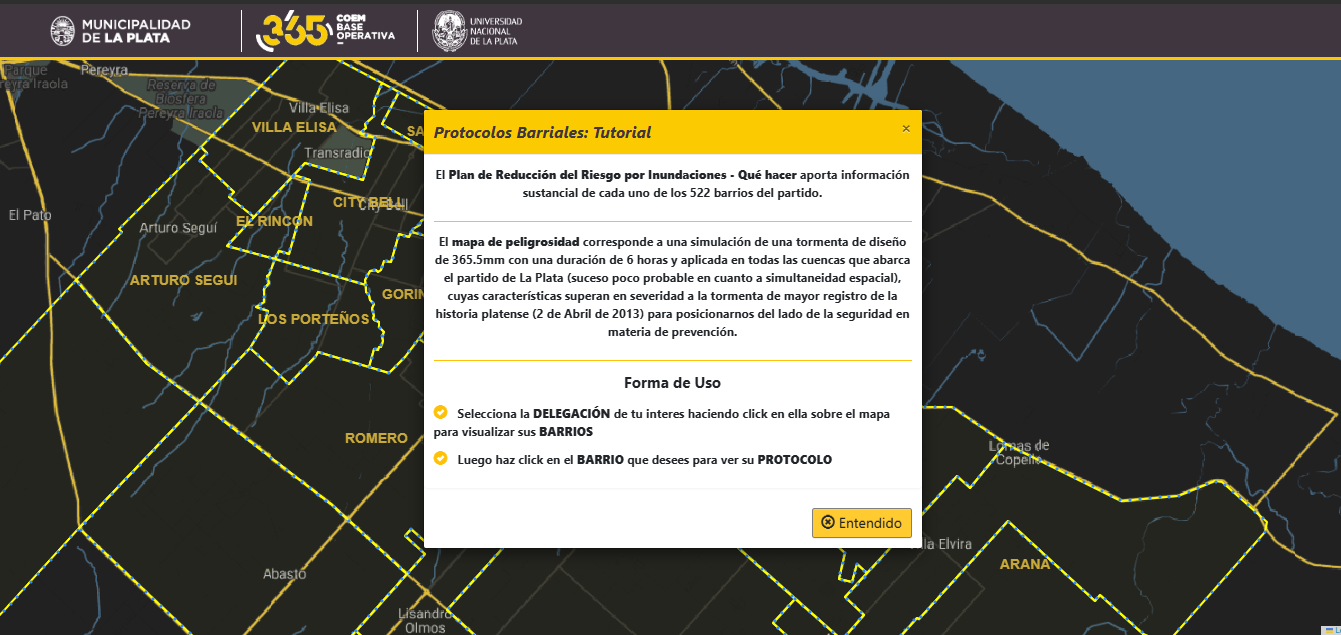 MUNICIPALIDAD
DE LA PLATA
365
COEM
BASE
OPERATIVA
UNIVERSIDAD
NACIONAL
DE LA PLATA
Parque
Pereyra
Reserva de
Biosfera
Pereyra Iraola
Villa Elisa
VILLA ELISA
Transradio
CITY BELL
City Bell
El Pato
EL RINCÓN
Arturo Seguí
ARTURO SEGUI
GORIN
LOS PORTEÑOS
ROMERO
Abasto
Lisandro
Olmos
Protocolos Barriales: Tutorial
×
El Plan de Reducción del Riesgo por Inundaciones - Qué hacer aporta información
sustancial de cada uno de los 522 barrios del partido.
El mapa de peligrosidad corresponde a una simulación de una tormenta de diseño
de 365.5mm con una duración de 6 horas y aplicada en todas las cuencas que abarca
el partido de La Plata (suceso poco probable en cuanto a simultaneidad espacial),
cuyas características superan en severidad a la tormenta de mayor registro de la
historia platense (2 de Abril de 2013) para posicionarnos del lado de la seguridad en
materia de prevención.
Forma de Uso
Selecciona la DELEGACIÓN de tu interes haciendo click en ella sobre el mapa
para visualizar sus BARRIOS
Luego haz click en el BARRIO que desees para ver su PROTOCOLO
Entendido
Lomas de
Copello
lla Elvira
ARANA